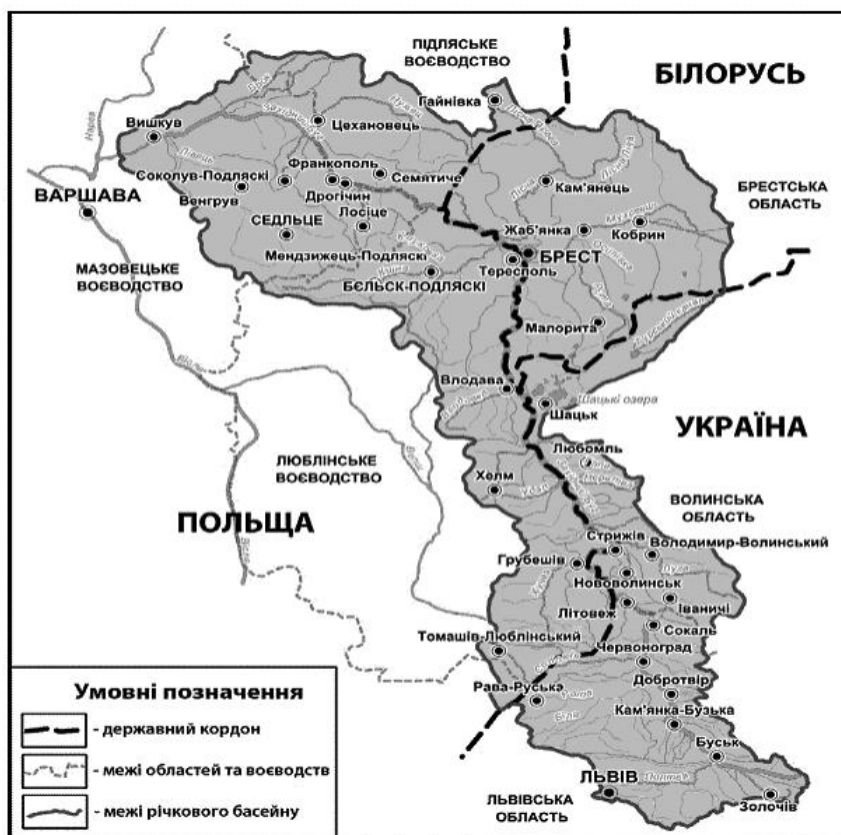 ПІДЛЯСЬКЕ
ВОЄВОДСТВО
БІЛОРУСЬ
Гайнівка
Вишкув
Цехановець
Нарев
Франкополь
Соколув-Подляскі
Семятиче
Кам'янець
ВАРШАВА
Венгрув
Дрогічин
БРЕСТСЬКА
ОБЛАСТЬ
Лосіце
СЕДЛЬЦЕ
Жаб'янка
Кобрин
Мендзижець-Подляскі
БРЕСТ
МАЗОВЕЦЬКЕ
ВОЄВОДСТВО
Тересполь
БЄЛЬСК-ПОДЛЯСКІ
Малорита
Влодава
Шацькі озера
Шацьк
УКРАЇНА
ЛЮБЛІНСЬКЕ
ВОЄВОДСТВО
Любомль
Хелм
ВОЛИНСЬКА
ОБЛАСТЬ
ПОЛЬЩА
Стрижів
Володимир-Волинський
Грубешів
Нововолинськ
Літовеж
Іваничі
Сокаль
Томашів-Люблінський
Червоноград
Рава-Руська
Добротвір
Кам'янка-Бузька
Буськ
ЛЬВІВ
Полтва
ЛЬВІВСЬКА
ОБЛАСТЬ
Золочів
Умовні позначення
- державний кордон
- межі областей та воєводств
- межі річкового басейну